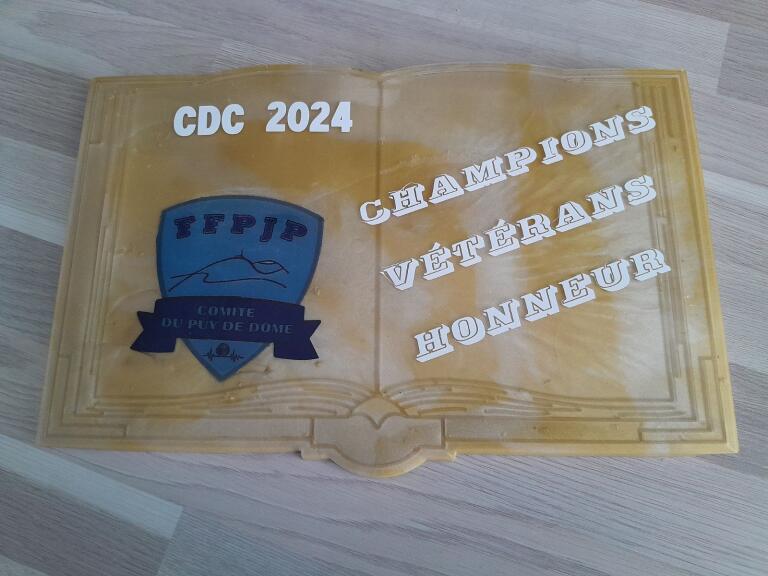 CDC 2024
FFPJP
COMITE
DU PUY DE DOME
CHAMPIONS
VÉTÉRANS
HONNEUR